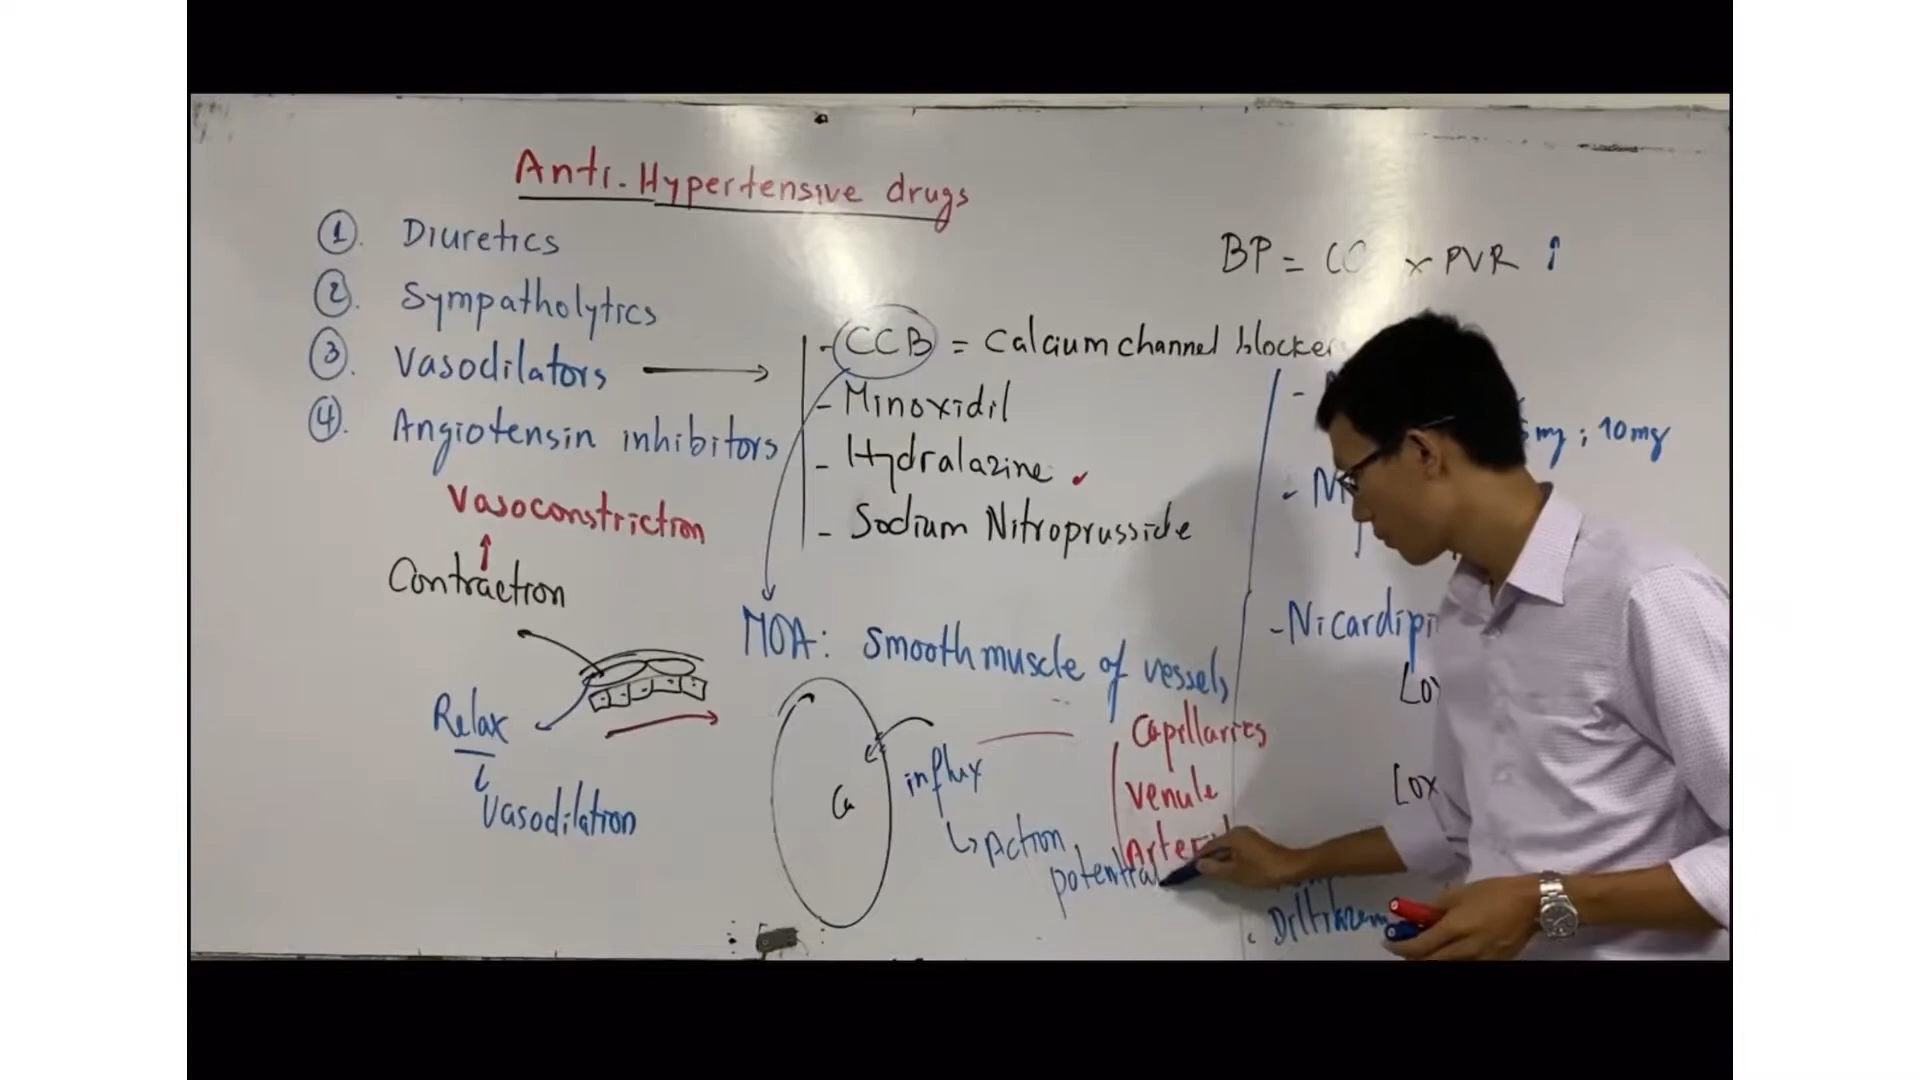 Anti-Hypertensive drugs
① Diuretics
② Sympatholytics
③ Vasodilators
④ Angiotensin inhibitors
BP = CO × PVR ↑
- CCB = Calcium channel blocker
- Minoxidil
- Hydralazine ✓
- Sodium Nitroprusside
Vasoconstriction
Contraction
Relax
Vasodilation
MOA: Smooth muscle of vessels
Ca
influx
↳ Action
potential
Capillaries
venule
mg ; 10mg
- Nicardipi
Diltiazem